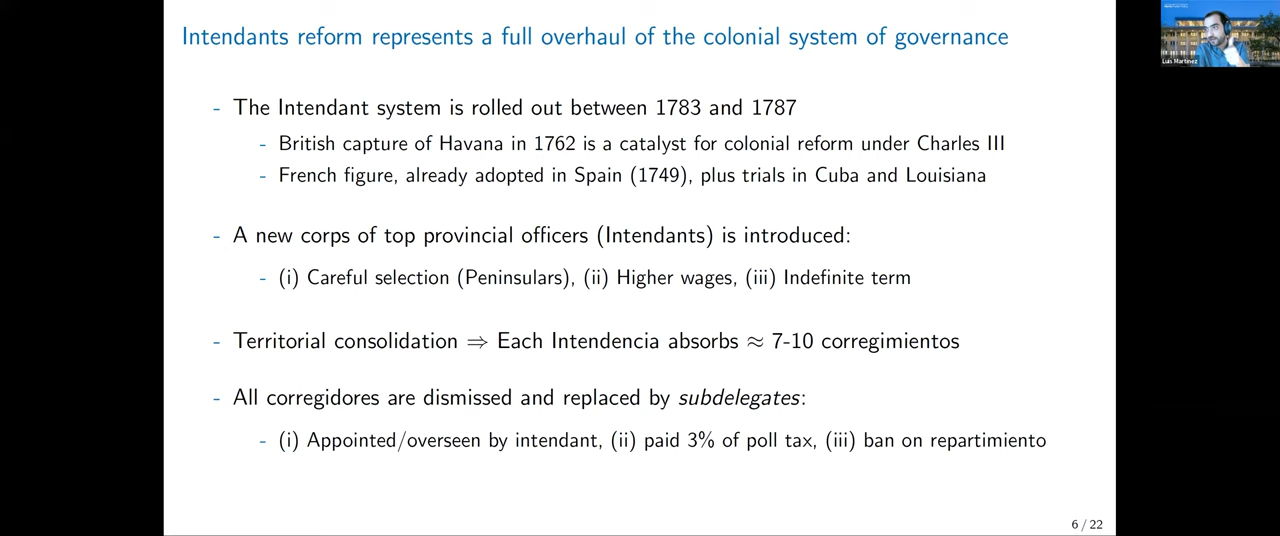 Intendants reform represents a full overhaul of the colonial system of governance
- The Intendant system is rolled out between 1783 and 1787
- British capture of Havana in 1762 is a catalyst for colonial reform under Charles III
- French figure, already adopted in Spain (1749), plus trials in Cuba and Louisiana
- A new corps of top provincial officers (Intendants) is introduced:
- (i) Careful selection (Peninsulars), (ii) Higher wages, (iii) Indefinite term
- Territorial consolidation ⇒ Each Intendencia absorbs ≈ 7-10 corregimientos
- All corregidores are dismissed and replaced by subdelegates:
- (i) Appointed/overseen by intendant, (ii) paid 3% of poll tax, (iii) ban on repartimiento
6 / 22
Luis Martinez